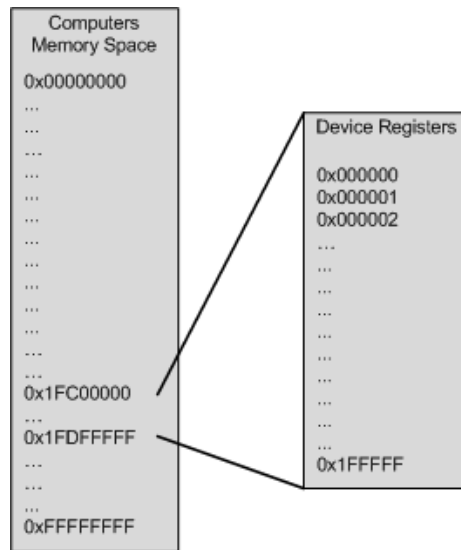 Computers
Memory Space
0x00000000
...
...
...
...
...
...
...
...
...
...
...
...
...
0x1FC00000
...
0x1FDFFFFF
...
...
...
0xFFFFFFFF
Device Registers
0x000000
0x000001
0x000002
...
...
...
...
...
...
...
...
...
...
0x1FFFFF